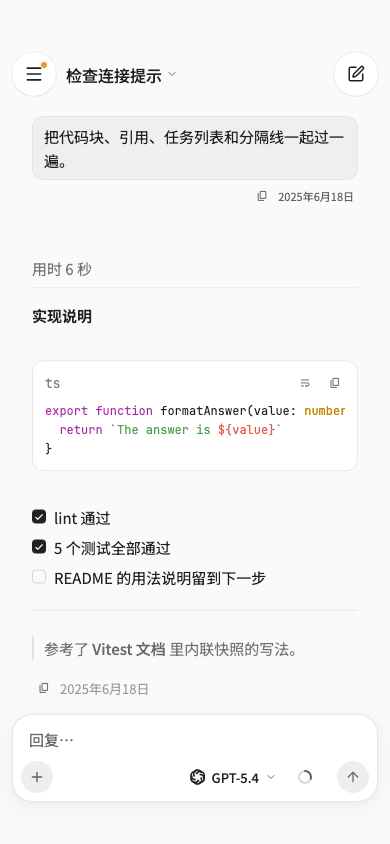 检查连接提示
把代码块、引用、任务列表和分隔线一起过一
遍。
2025年6月18日
用时 6 秒
实现说明
ts
export function formatAnswer(value: number
return `The answer is ${value}`
}
lint 通过
5 个测试全部通过
README 的用法说明留到下一步
参考了 Vitest 文档 里内联快照的写法。
2025年6月18日
回复…
GPT-5.4